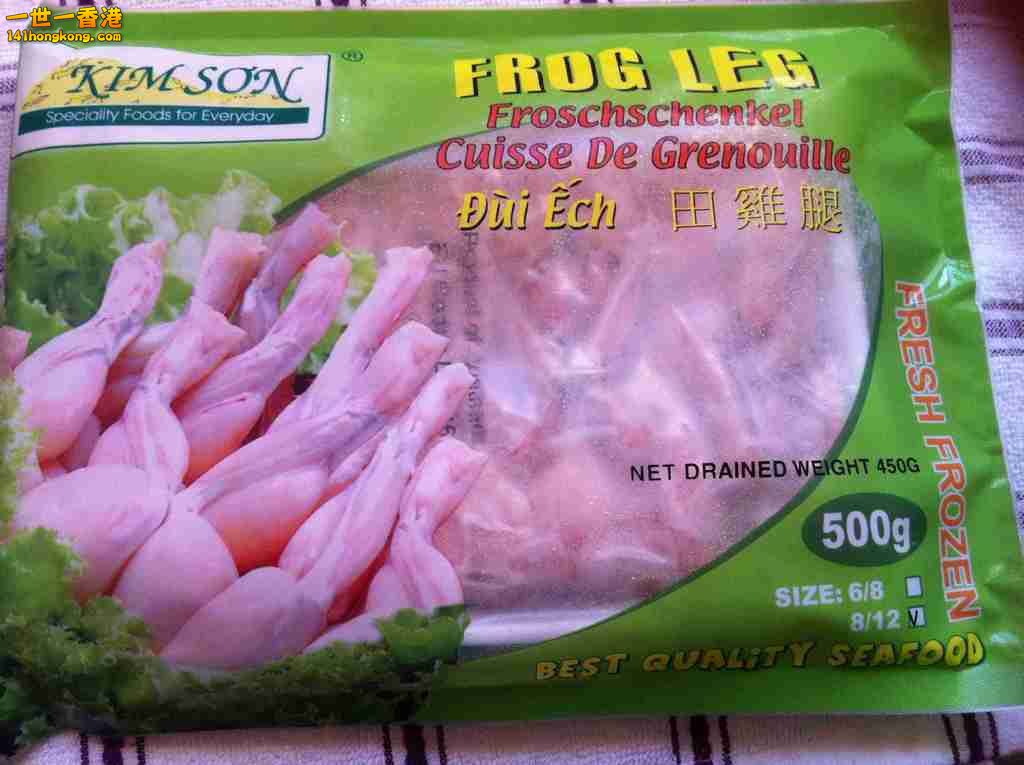 一世一香港
141hongkong.com
KIM SƠN
®
Speciality Foods for Everyday
FROG LEG
Froschschenkel
Cuisse De Grenouille
Đùi Ếch 田雞腿
FRESH FROZEN
NET DRAINED WEIGHT 450G
500g
SIZE: 6/8
8/12 V
BEST QUALITY SEAFOOD